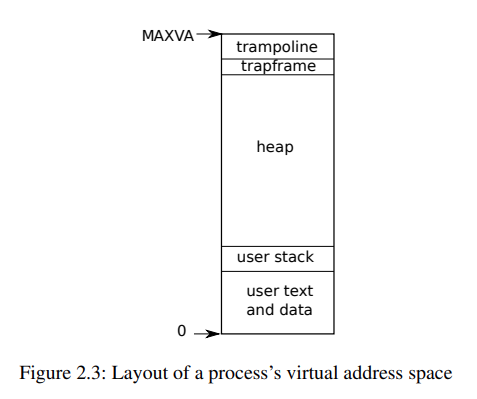 MAXVA
trampoline
trapframe
heap
user stack
user text
and data
0
Figure 2.3: Layout of a process’s virtual address space